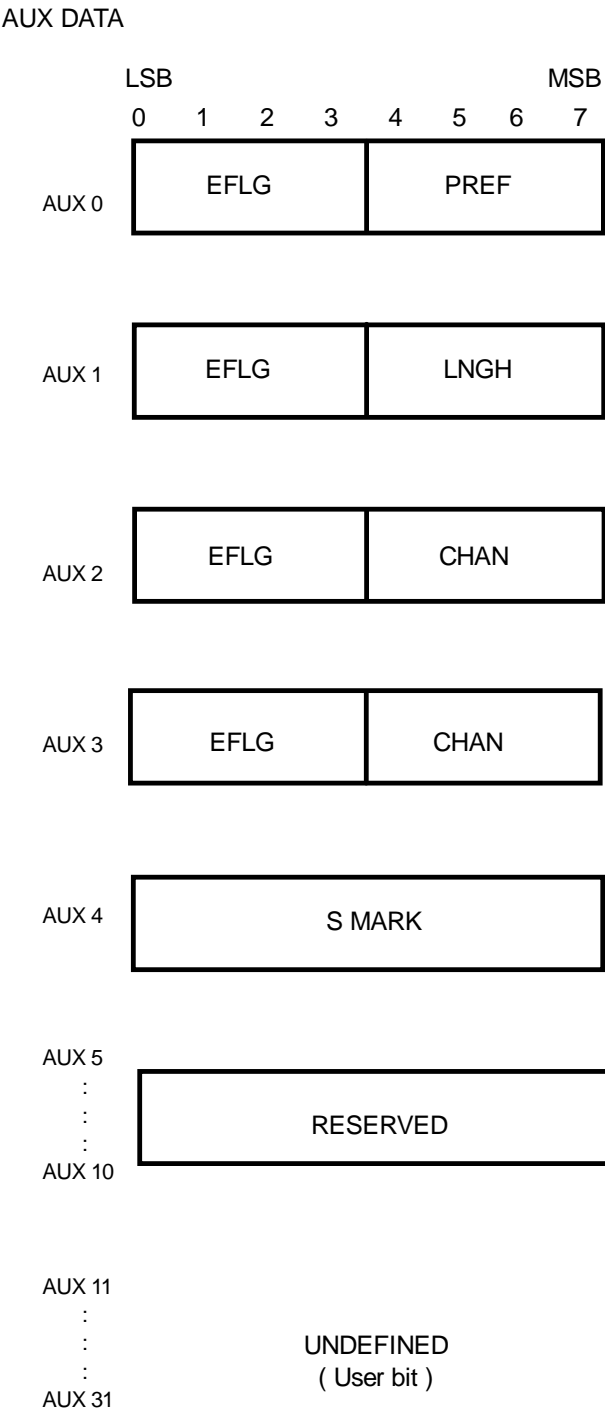 AUX DATA
LSB MSB
0 1 2 3 4 5 6 7
AUX 0 EFLG PREF
AUX 1 EFLG LNGH
AUX 2 EFLG CHAN
AUX 3 EFLG CHAN
AUX 4 S MARK
AUX 5
:
:
RESERVED
:
AUX 10
AUX 11
:
:
UNDEFINED
:
( User bit )
AUX 31